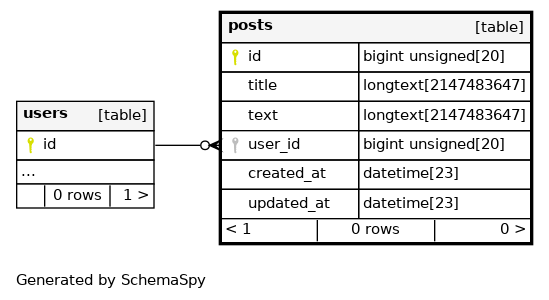 users [table]
id
...
0 rows 1 >
posts [table]
id bigint unsigned[20]
title longtext[2147483647]
text longtext[2147483647]
user_id bigint unsigned[20]
created_at datetime[23]
updated_at datetime[23]
< 1 0 rows 0 >
Generated by SchemaSpy